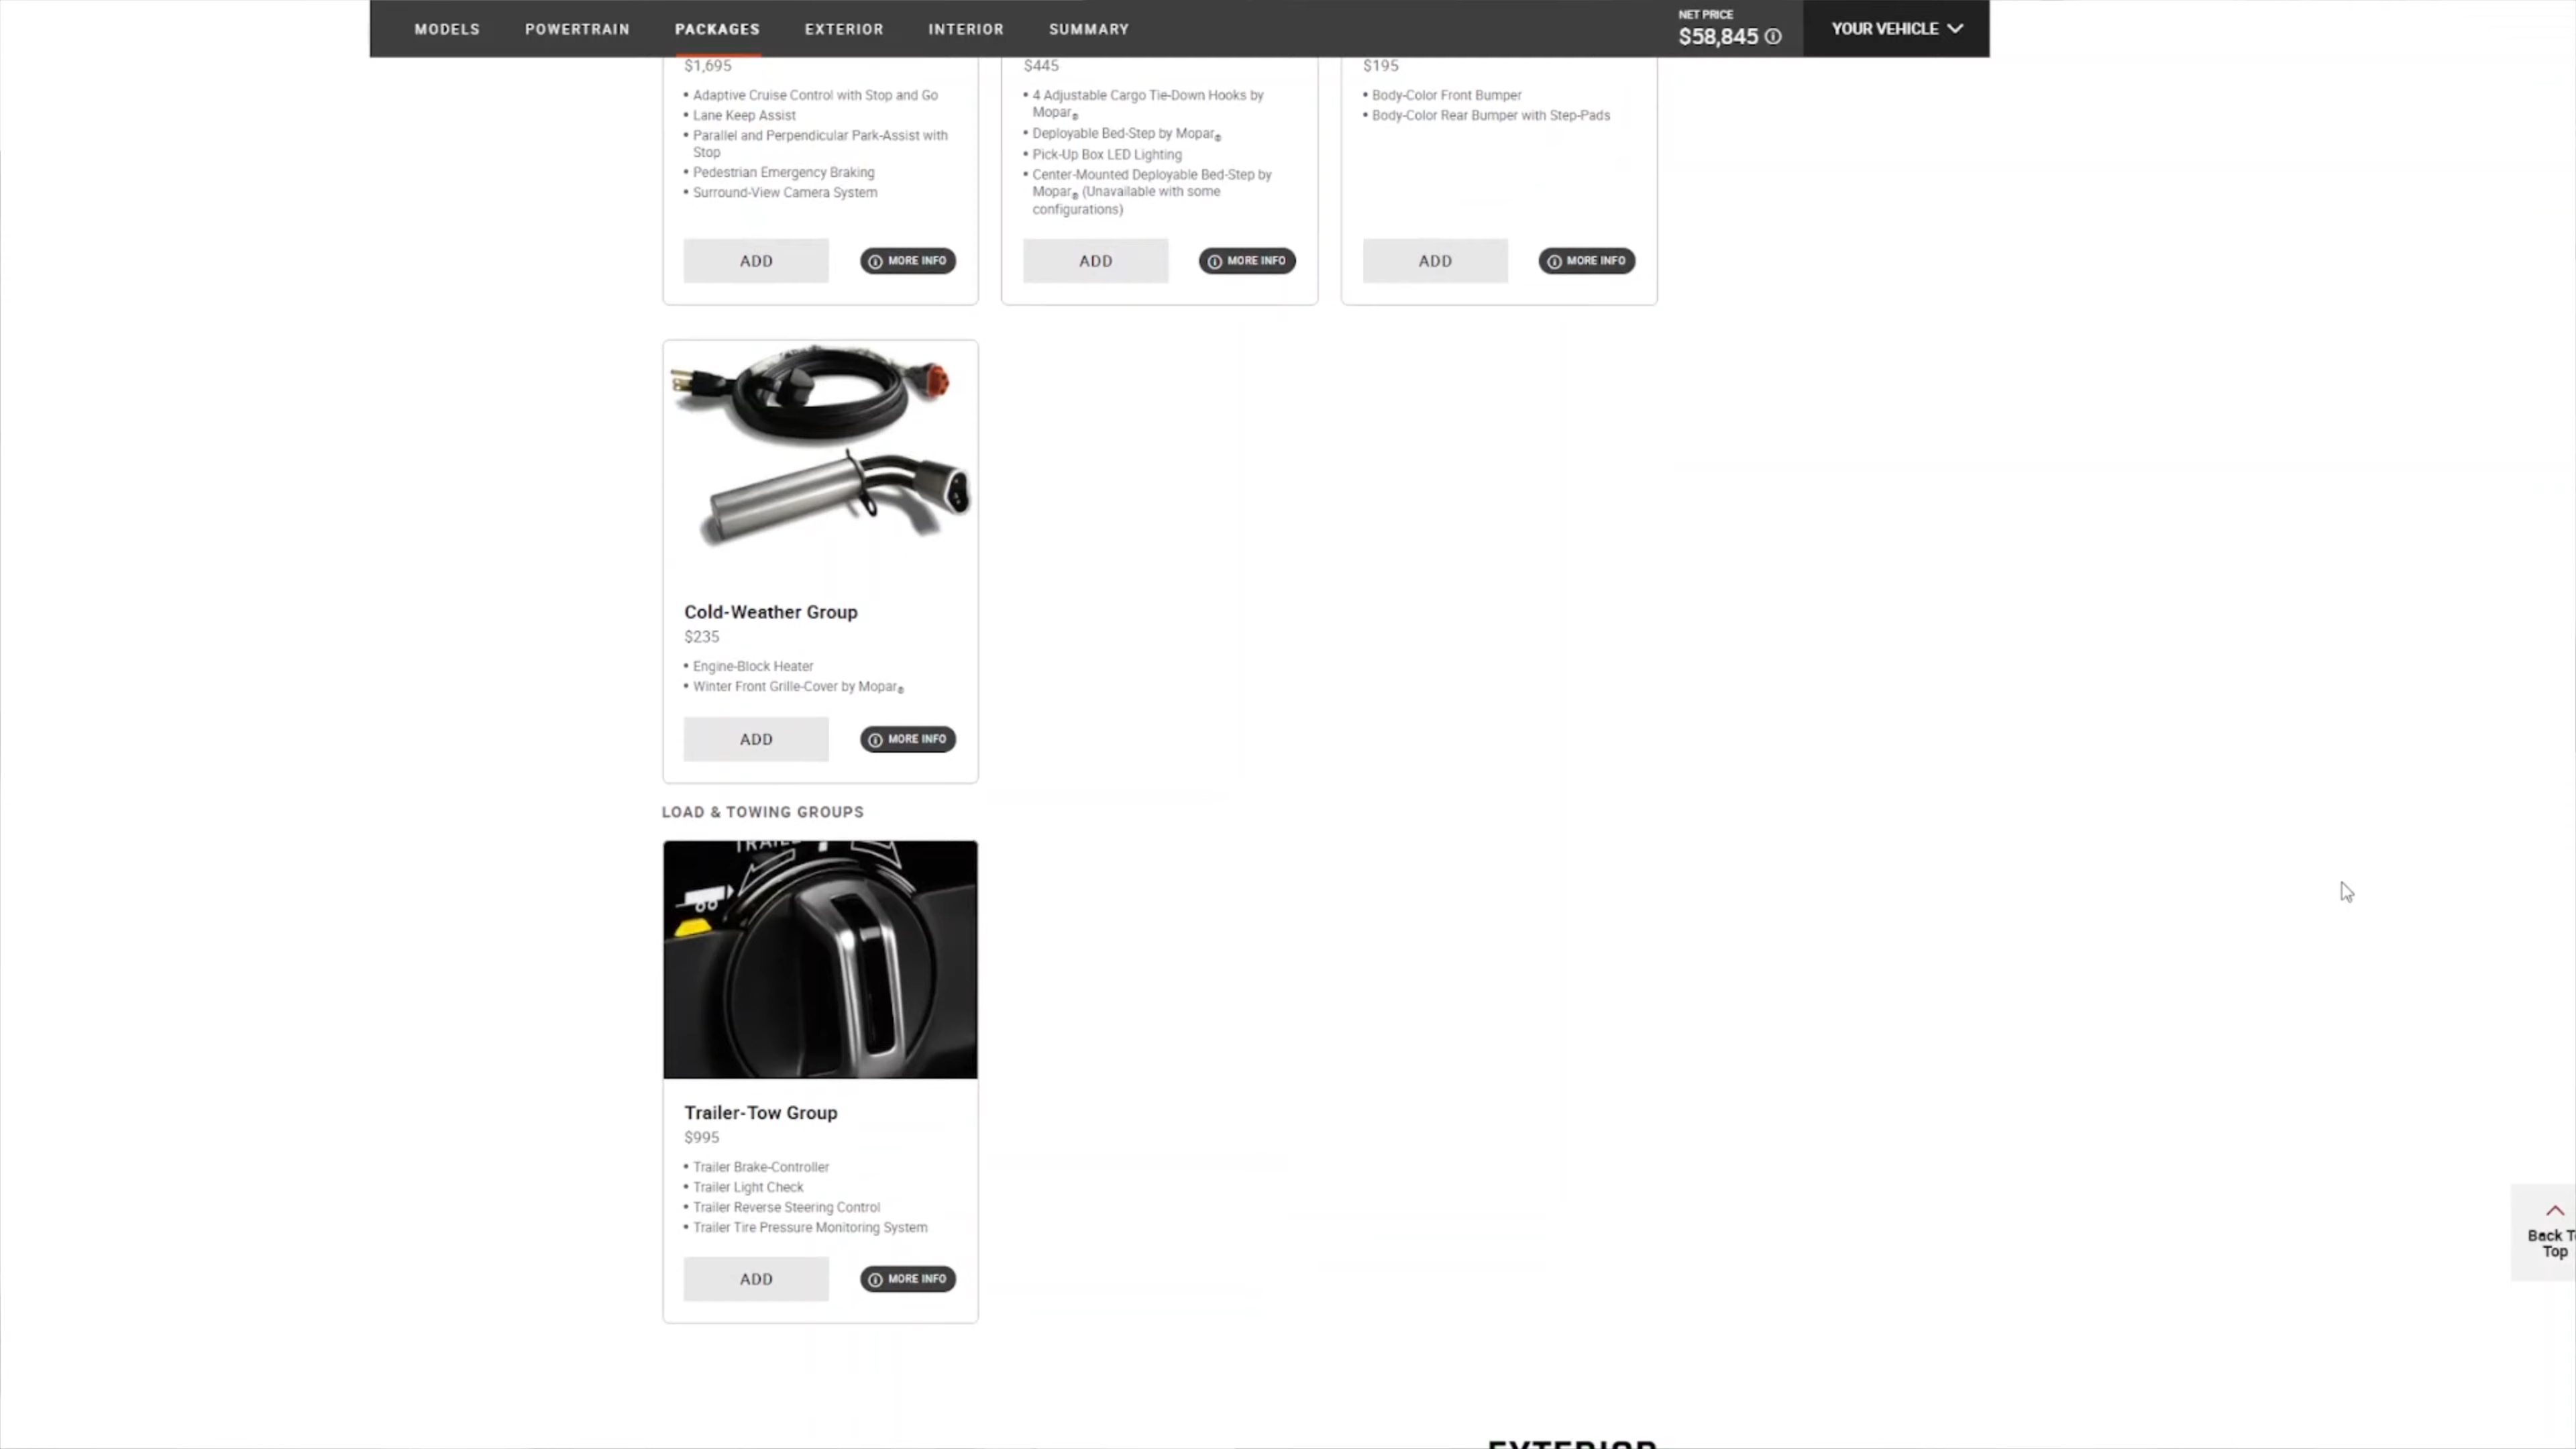 MODELS POWERTRAIN PACKAGES EXTERIOR INTERIOR SUMMARY
NET PRICE
$58,845
YOUR VEHICLE
$1,695
• Adaptive Cruise Control with Stop and Go
• Lane Keep Assist
• Parallel and Perpendicular Park-Assist with
Stop
• Pedestrian Emergency Braking
• Surround-View Camera System
ADD
MORE INFO
$445
• 4 Adjustable Cargo Tie-Down Hooks by
Mopar®
• Deployable Bed-Step by Mopar®
• Pick-Up Box LED Lighting
• Center-Mounted Deployable Bed-Step by
Mopar® (Unavailable with some
configurations)
ADD
MORE INFO
$195
• Body-Color Front Bumper
• Body-Color Rear Bumper with Step-Pads
ADD
MORE INFO
Cold-Weather Group
$235
• Engine-Block Heater
• Winter Front Grille-Cover by Mopar®
ADD
MORE INFO
LOAD & TOWING GROUPS
TRAILER
Trailer-Tow Group
$995
• Trailer Brake-Controller
• Trailer Light Check
• Trailer Reverse Steering Control
• Trailer Tire Pressure Monitoring System
ADD
MORE INFO
Back T
Top
EXTERIOR